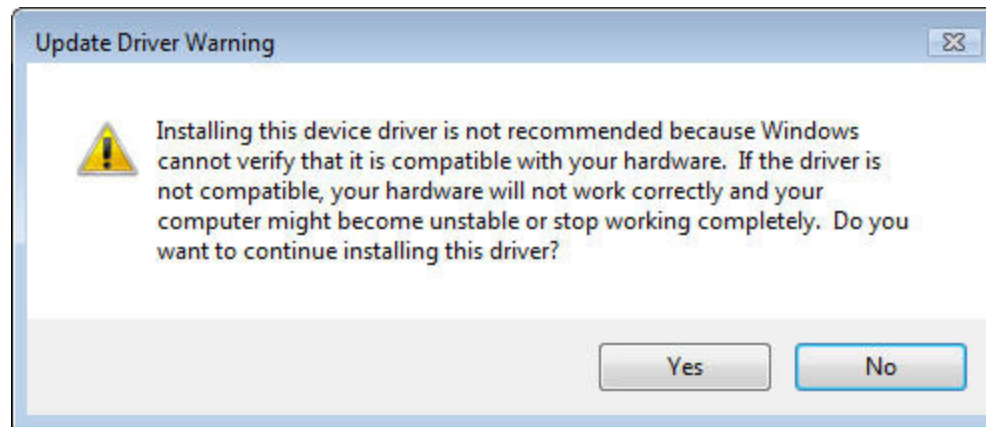 Update Driver Warning
Installing this device driver is not recommended because Windows
cannot verify that it is compatible with your hardware.  If the driver is
not compatible, your hardware will not work correctly and your
computer might become unstable or stop working completely.  Do you
want to continue installing this driver?
Yes
No